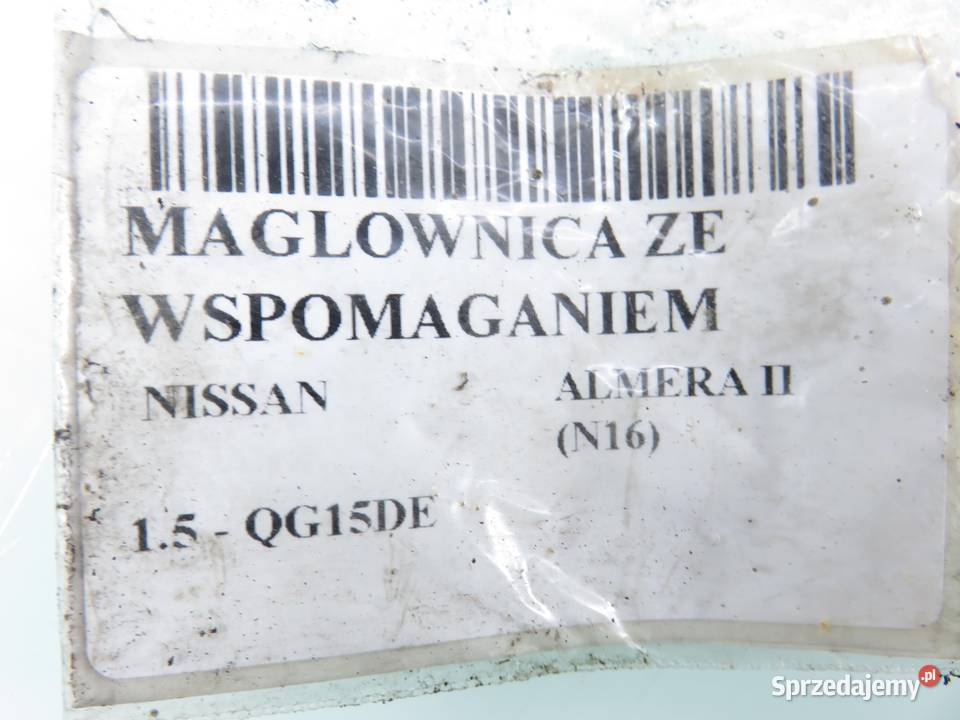 MAGLOWNICA ZE
WSPOMAGANIEM
NISSAN ALMERA II
(N16)
1.5 - QG15DE
Sprzedajemy.pl